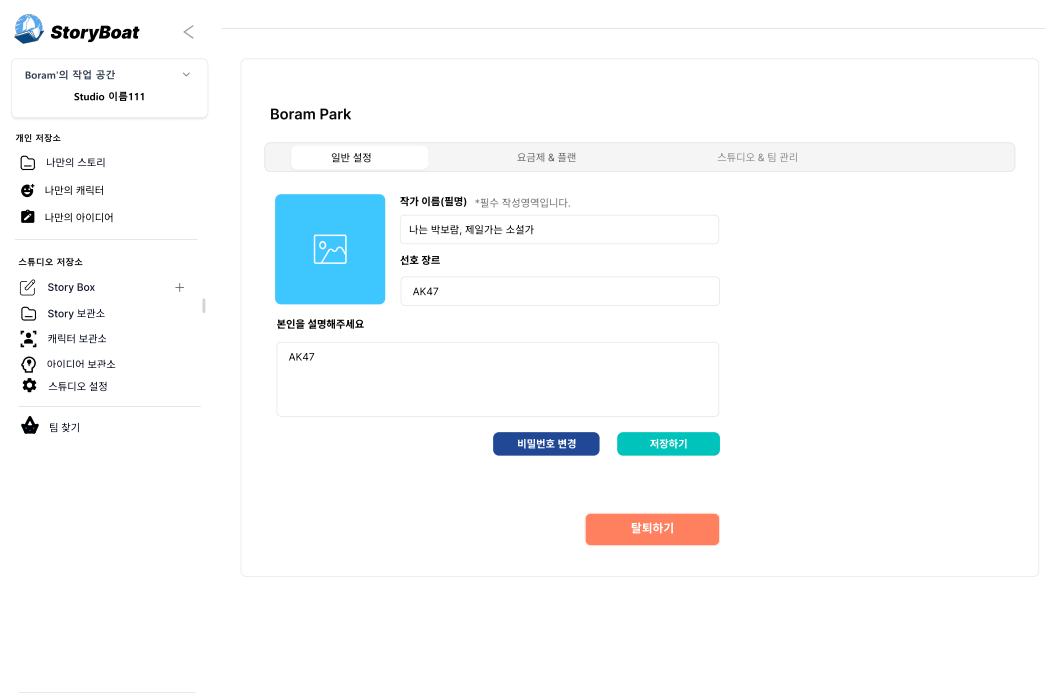 StoryBoat
Boram'의 작업 공간
Studio 이름111
개인 저장소
나만의 스토리
나만의 캐릭터
나만의 아이디어
스튜디오 저장소
Story Box
Story 보관소
캐릭터 보관소
아이디어 보관소
스튜디오 설정
팀 찾기
Boram Park
일반 설정
요금제 & 플랜
스튜디오 & 팀 관리
작가 이름(필명) *필수 작성영역입니다.
나는 박보람, 제일가는 소설가
선호 장르
AK47
본인을 설명해주세요
AK47
비밀번호 변경
저장하기
탈퇴하기